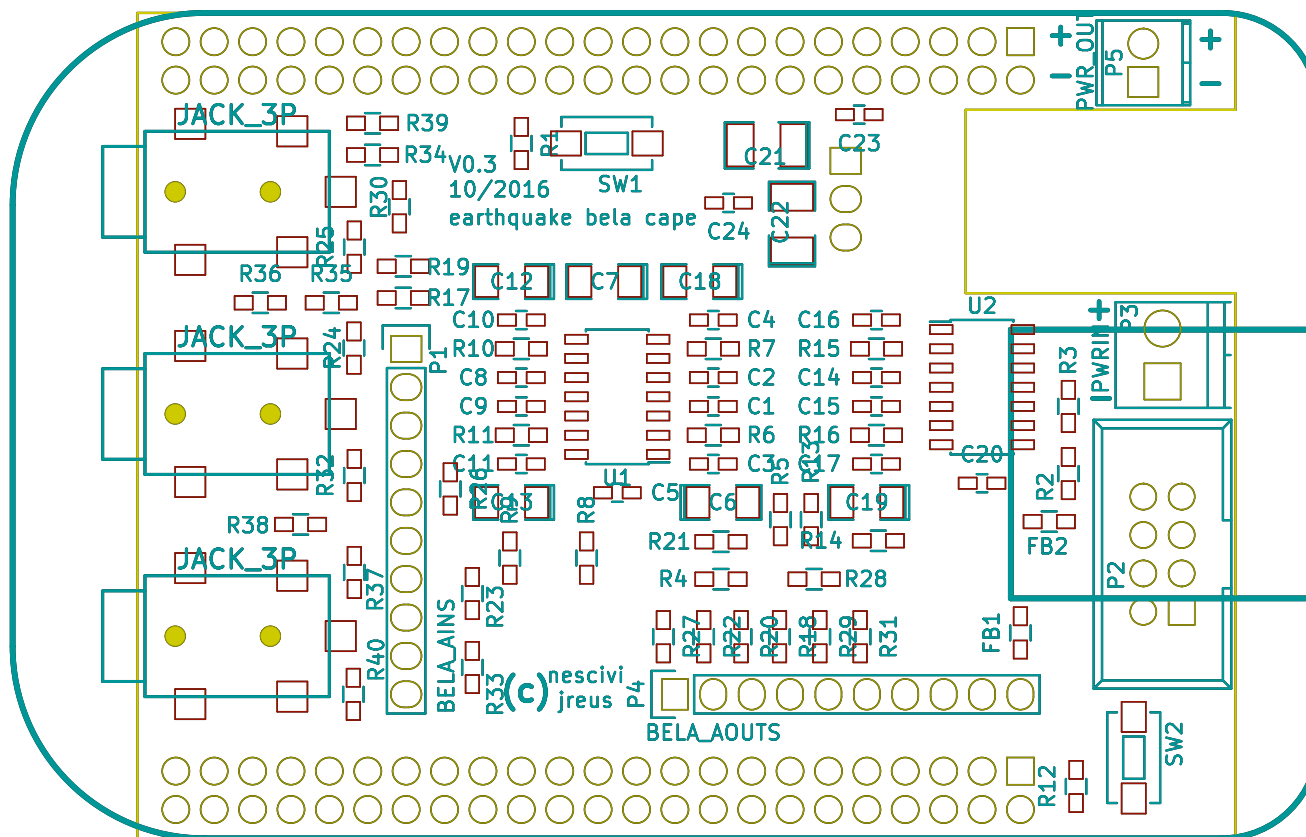 +
PWR_OUT
-
P5
+
-
JACK_3P
R39
R34
R30
R25
R1
SW1
V0.3
10/2016
earthquake bela cape
C21
C23
C22
C24
R36
R35
R19
R17
C12
C7
C18
U2
+
P3
PWRIN
-
JACK_3P
R24
P1
C10
R10
C8
C9
R11
C11
C4
R7
C2
C1
R6
C3
C16
R15
C14
C15
R16
C17
R3
U1
C20
R32
R26
C13
R9
R8
C5
C6
R5
R13
C19
R2
R38
R21
R14
FB2
JACK_3P
R37
R4
R28
P2
R23
BELA_AINS
R27
R22
R20
R18
R29
R31
FB1
R40
R33
(c)
nescivi
jreus
P4
BELA_AOUTS
SW2
R12